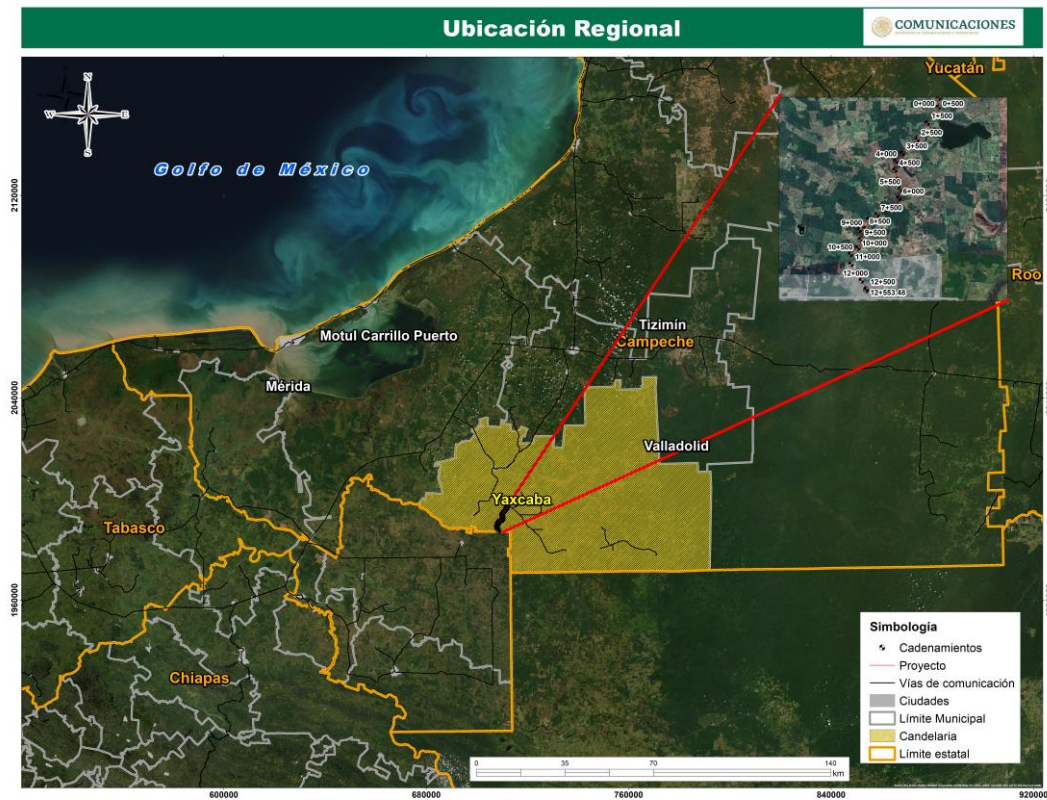 Ubicación Regional
COMUNICACIONES
N
W E
S
Golfo de México
Yucatán
0+000 0+500
1+500
2+500
3+500
4+000
4+500
5+500
6+000
7+500
8+500
9+000
9+500
10+000
10+500
11+000
12+000
12+500
12+553.48
Roo
Motul Carrillo Puerto
Tizimín
Campeche
Mérida
Valladolid
Yaxcaba
Tabasco
Chiapas
2120000
2040000
1960000
Simbología
Cadenamientos
Proyecto
Vías de comunicación
Ciudades
Límite Municipal
Candelaria
Límite estatal
0 35 70 140
km
600000 680000 760000 840000 920000